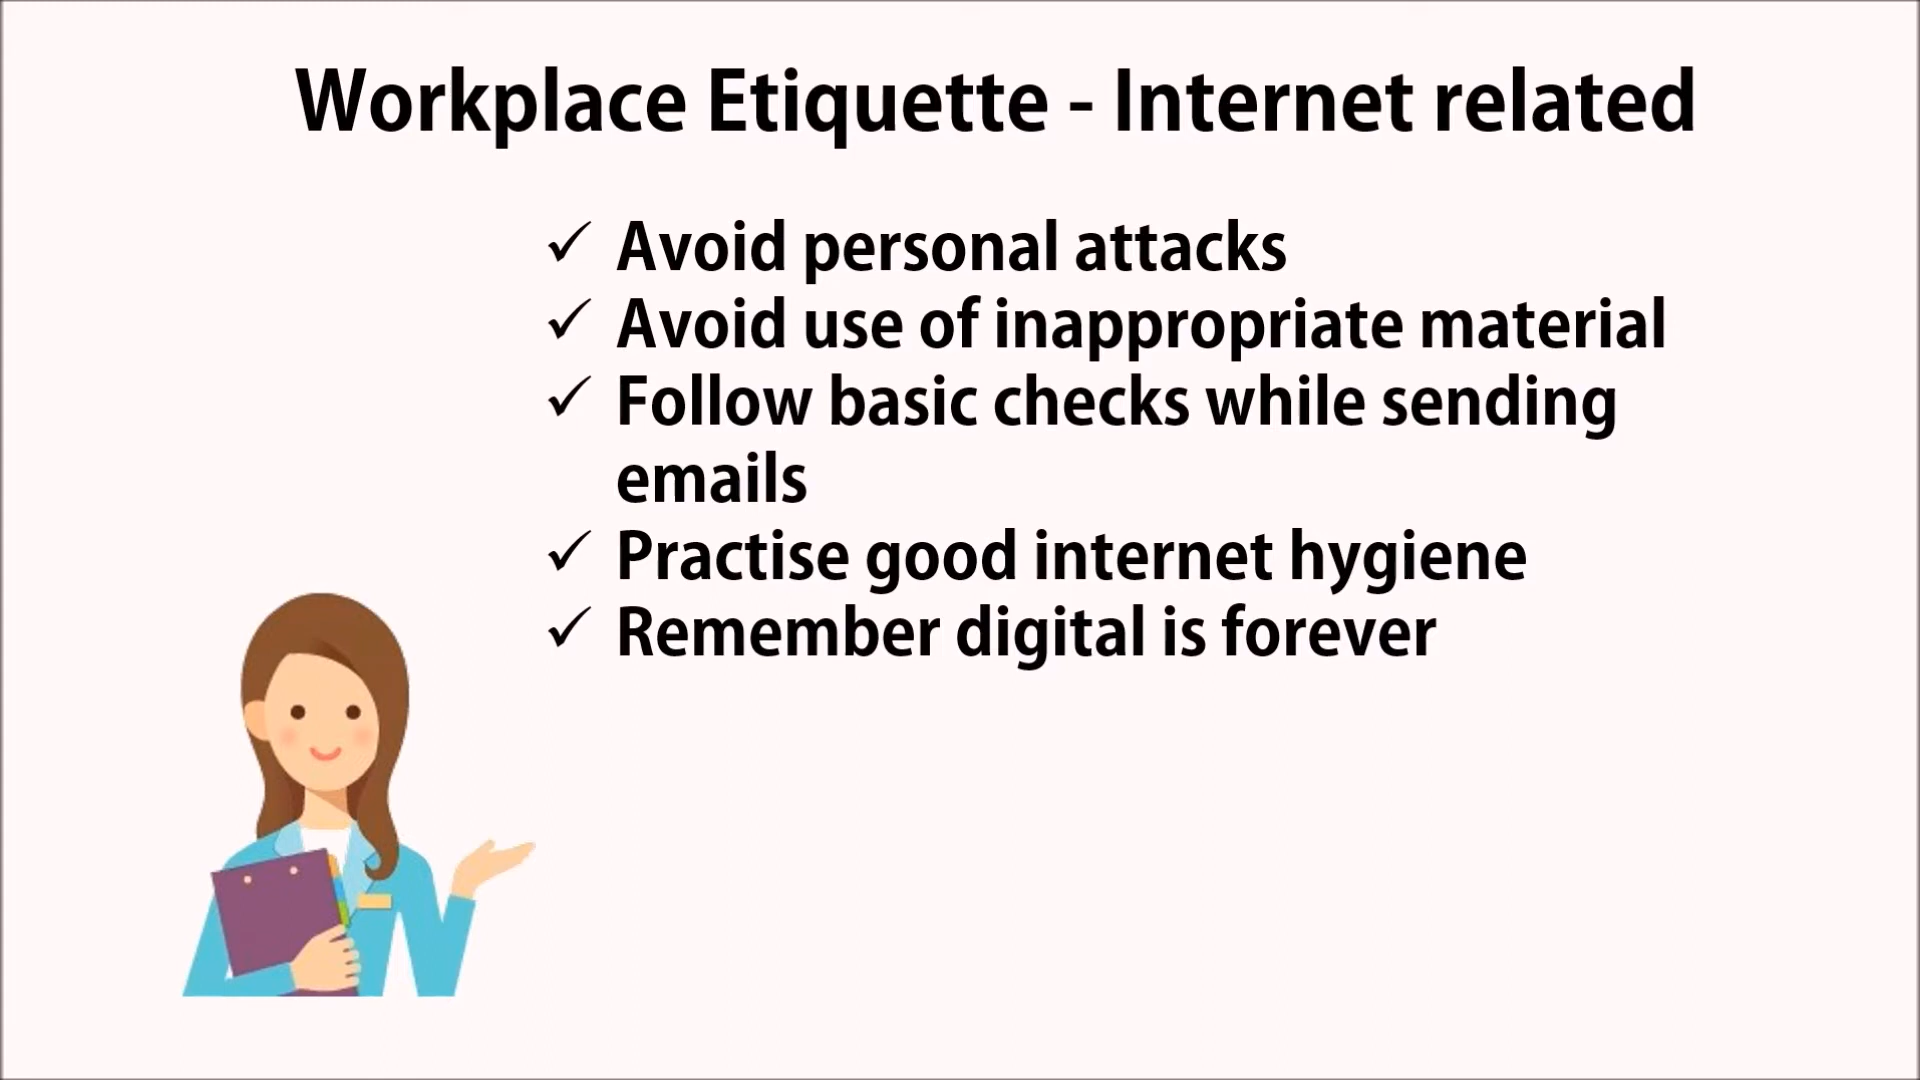 Workplace Etiquette - Internet related
✓ Avoid personal attacks
✓ Avoid use of inappropriate material
✓ Follow basic checks while sending
emails
✓ Practise good internet hygiene
✓ Remember digital is forever